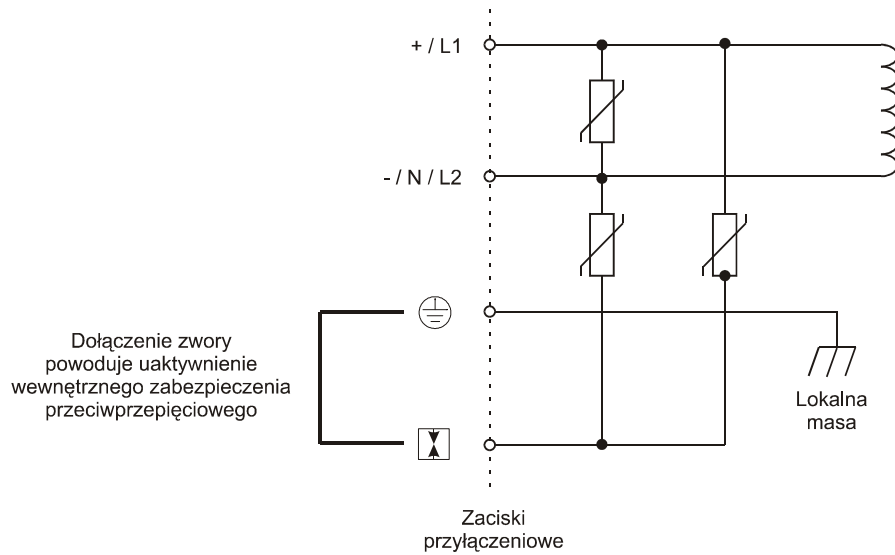 + / L1
- / N / L2
Dołączenie zwory
powoduje uaktywnienie
wewnętrznego zabezpieczenia
przeciwprzepięciowego
Lokalna
masa
Zaciski
przyłączeniowe